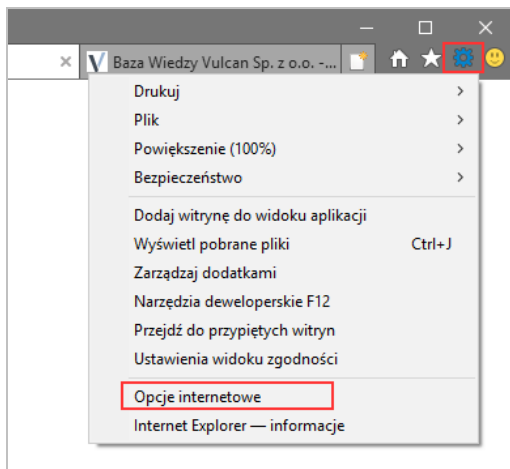 Baza Wiedzy Vulcan Sp. z o.o. -...
Drukuj
Plik
Powiększenie (100%)
Bezpieczeństwo
Dodaj witrynę do widoku aplikacji
Wyświetl pobrane pliki Ctrl+J
Zarządzaj dodatkami
Narzędzia deweloperskie F12
Przejdź do przypiętych witryn
Ustawienia widoku zgodności
Opcje internetowe
Internet Explorer — informacje